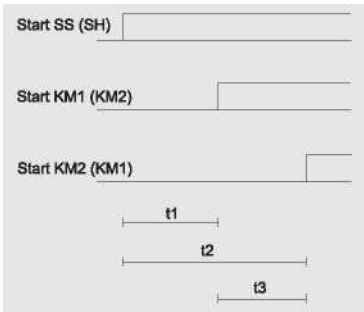 Start SS (SH)
Start KM1 (KM2)
Start KM2 (KM1)
t1
t2
t3